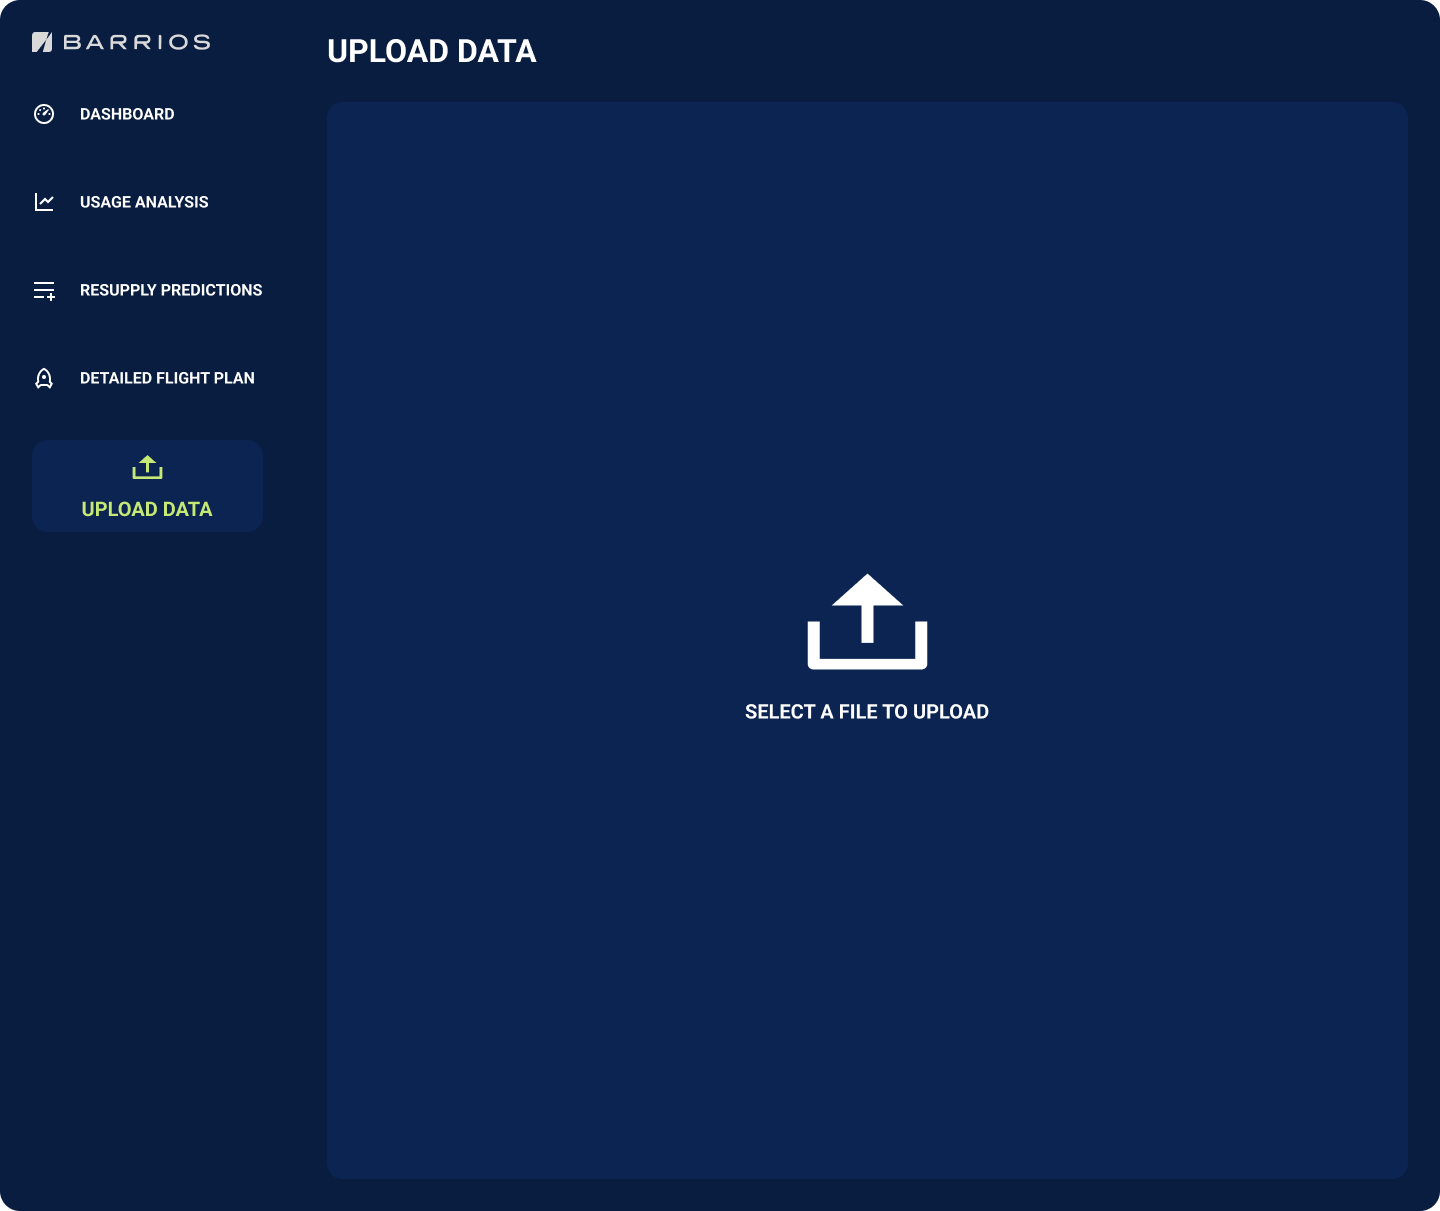 BARRIOS
UPLOAD DATA
DASHBOARD
USAGE ANALYSIS
RESUPPLY PREDICTIONS
DETAILED FLIGHT PLAN
UPLOAD DATA
SELECT A FILE TO UPLOAD